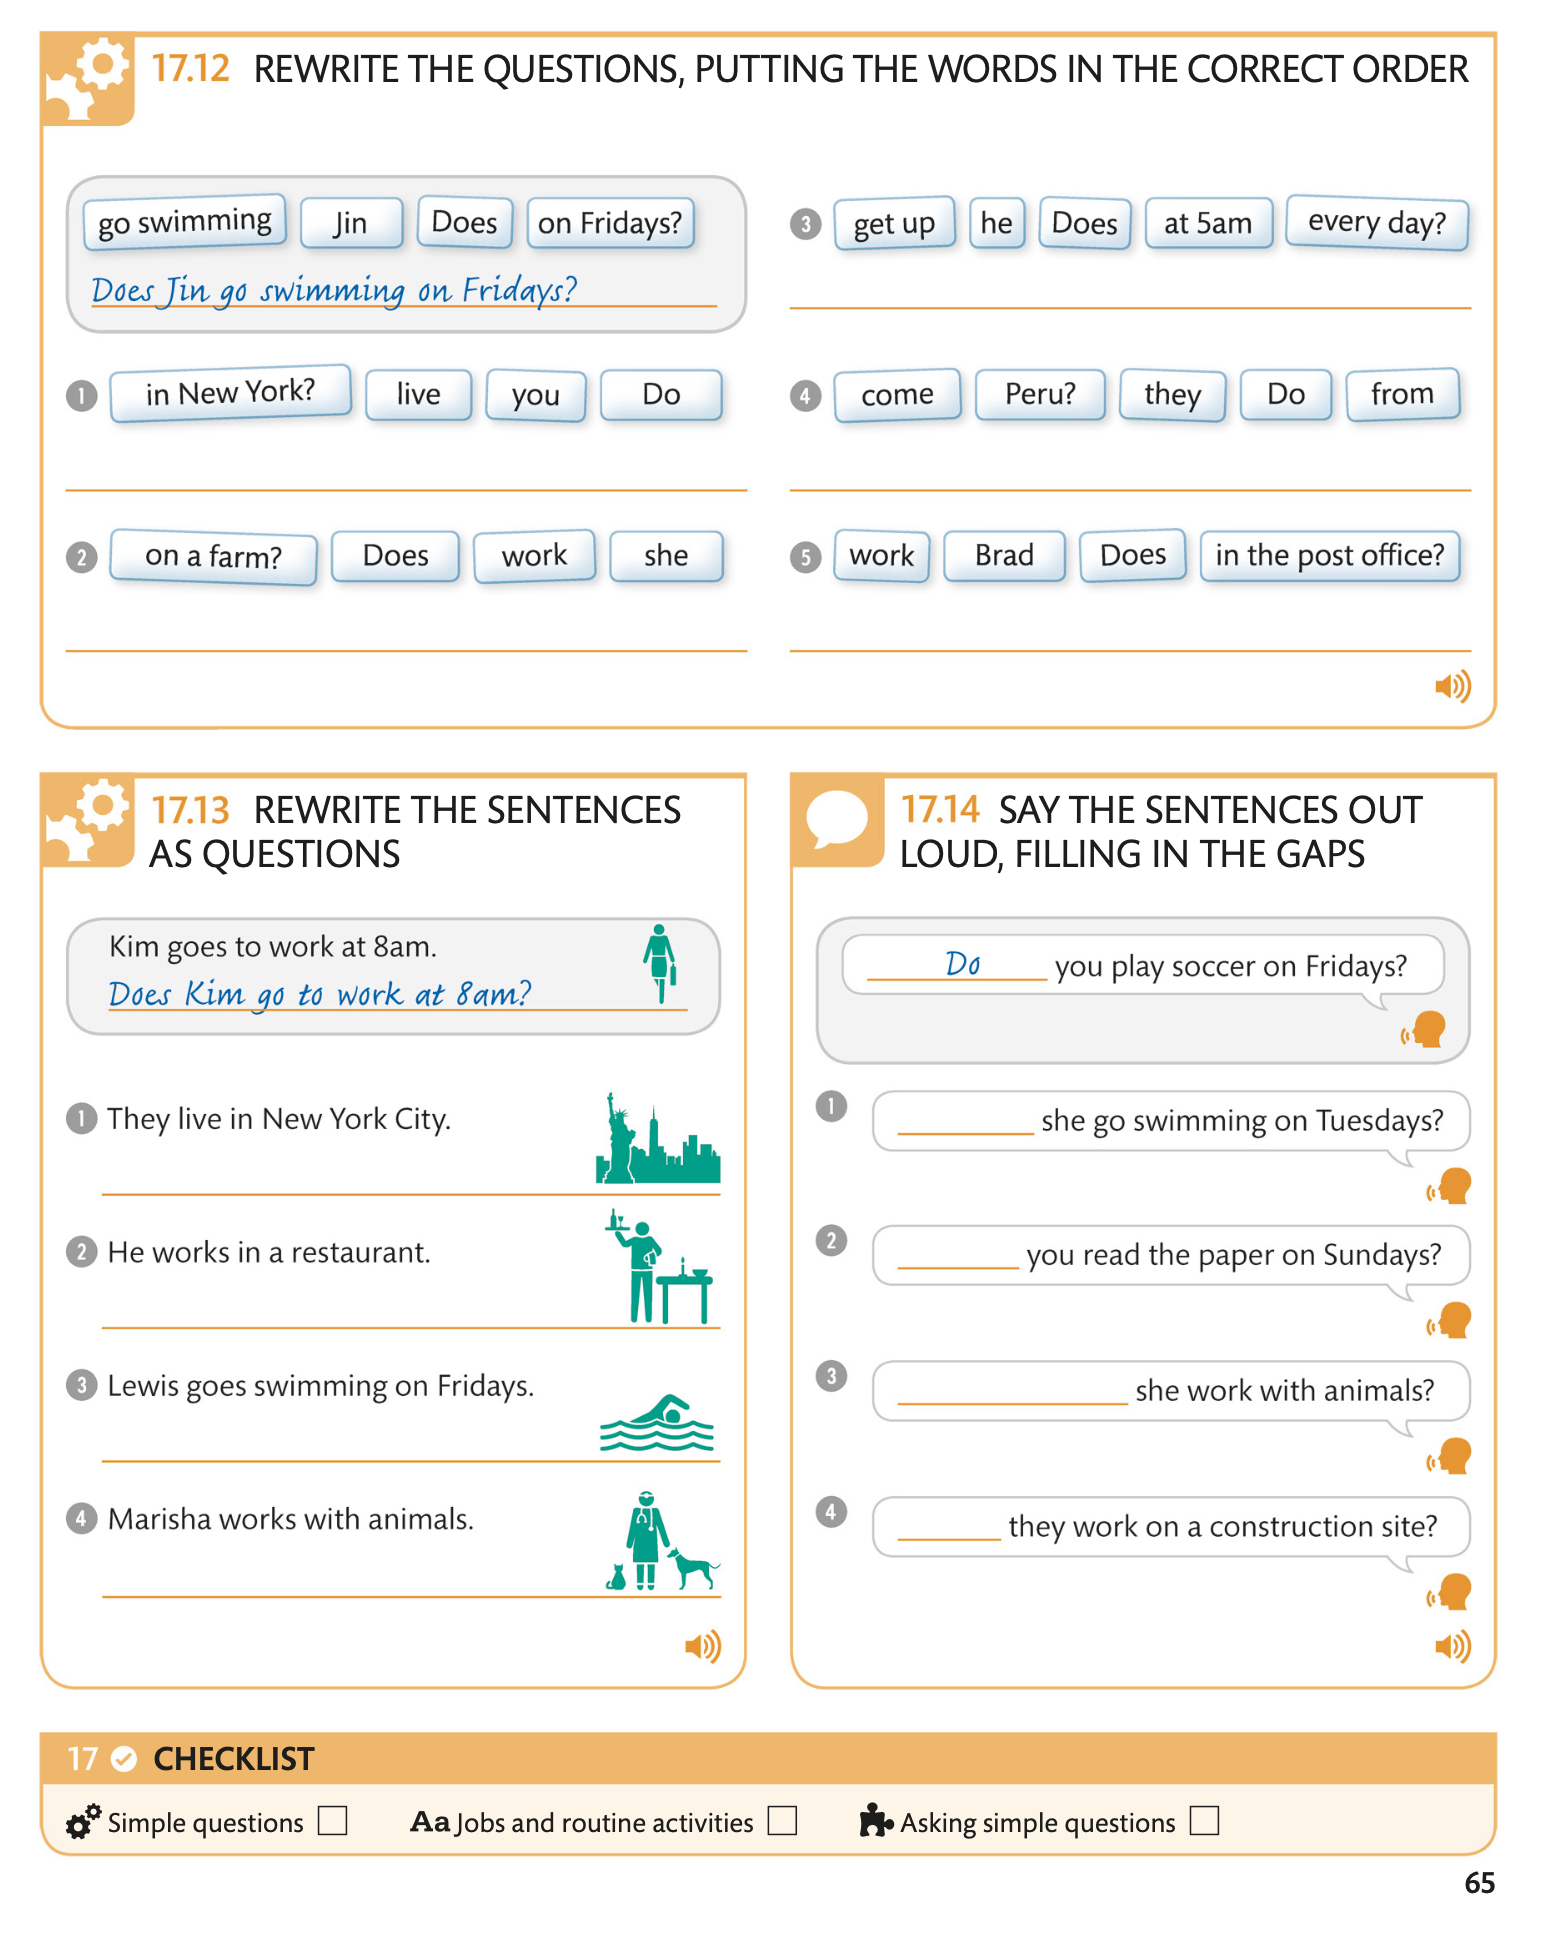 17.12 REWRITE THE QUESTIONS, PUTTING THE WORDS IN THE CORRECT ORDER
go swimming Jin Does on Fridays?
Does Jin go swimming on Fridays?
1 in New York? live you Do
2 on a farm? Does work she
3 get up he Does at 5am every day?
4 come Peru? they Do from
5 work Brad Does in the post office?
17.13 REWRITE THE SENTENCES
AS QUESTIONS
Kim goes to work at 8am.
Does Kim go to work at 8am?
1 They live in New York City.
2 He works in a restaurant.
3 Lewis goes swimming on Fridays.
4 Marisha works with animals.
17.14 SAY THE SENTENCES OUT
LOUD, FILLING IN THE GAPS
Do you play soccer on Fridays?
1 she go swimming on Tuesdays?
2 you read the paper on Sundays?
3 she work with animals?
4 they work on a construction site?
17 CHECKLIST
Simple questions Aa Jobs and routine activities Asking simple questions
65